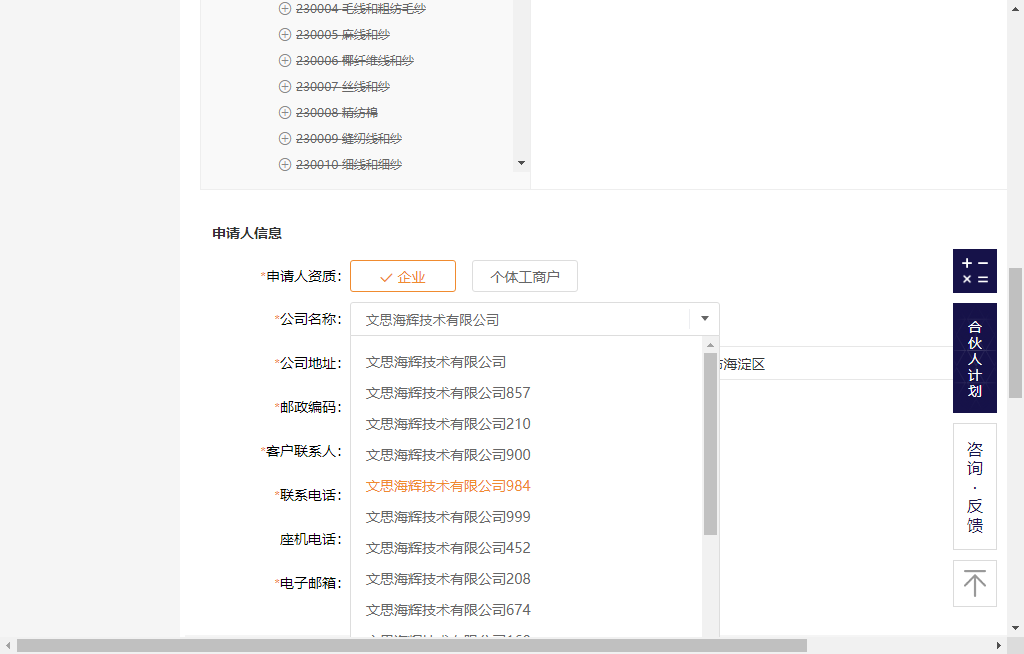 230004 毛线和粗纺毛纱
230005 麻线和纱
230006 椰纤维线和纱
230007 丝线和纱
230008 精纺棉
230009 缝纫线和纱
230010 细线和细纱
申请人信息
*申请人资质： 企业 个体工商户
*公司名称： 文思海辉技术有限公司
*公司地址： 海淀区
*邮政编码：
*客户联系人：
*联系电话：
座机电话：
*电子邮箱：
文思海辉技术有限公司
文思海辉技术有限公司857
文思海辉技术有限公司210
文思海辉技术有限公司900
文思海辉技术有限公司984
文思海辉技术有限公司999
文思海辉技术有限公司452
文思海辉技术有限公司208
文思海辉技术有限公司674
合伙人计划
咨询·反馈